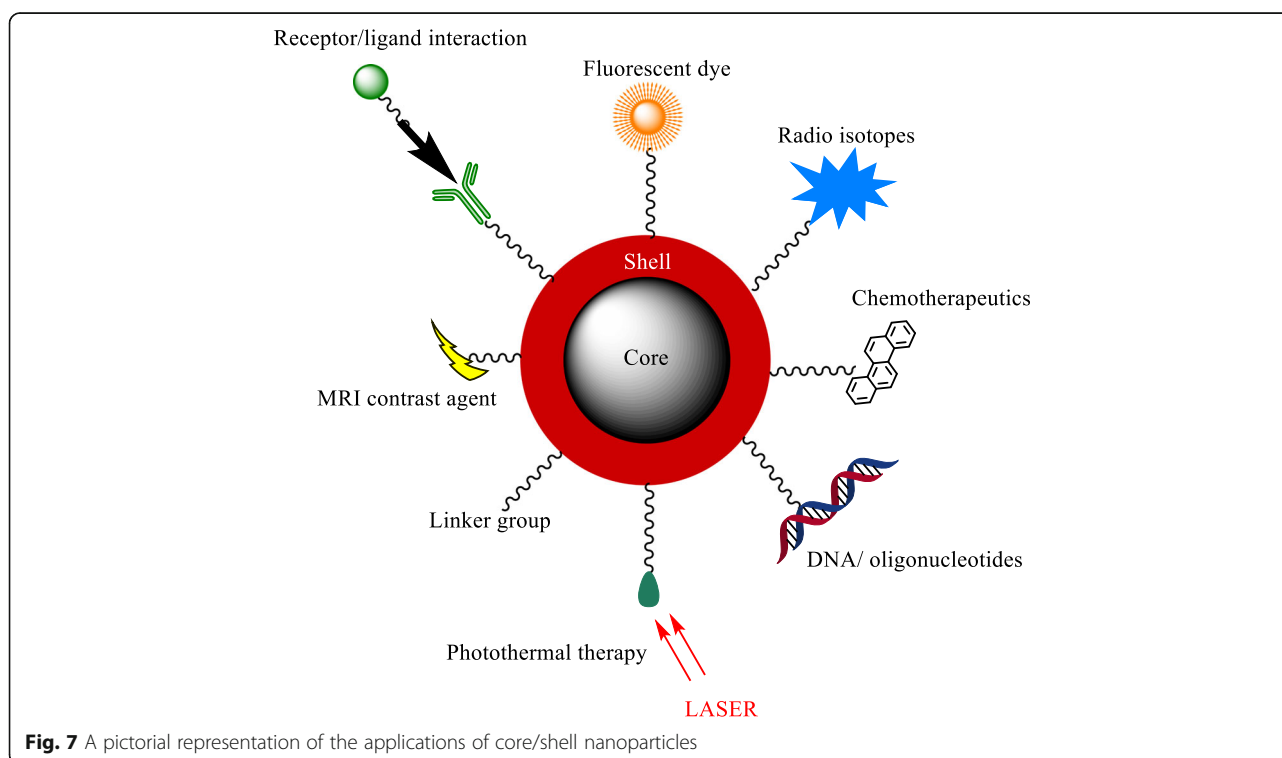 Receptor/ligand interaction
Fluorescent dye
Radio isotopes
Shell
Chemotherapeutics
Core
MRI contrast agent
Linker group
DNA/ oligonucleotides
Photothermal therapy
LASER
Fig. 7 A pictorial representation of the applications of core/shell nanoparticles